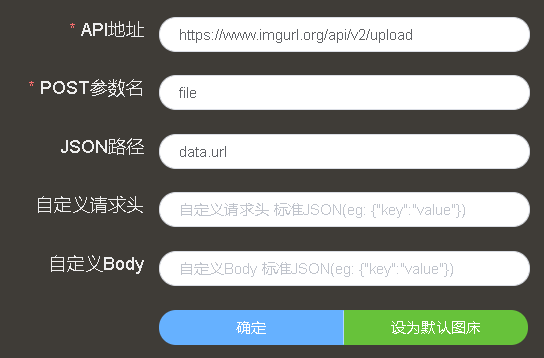 * API地址
https://www.imgurl.org/api/v2/upload
* POST参数名
file
JSON路径
data.url
自定义请求头
自定义请求头 标准JSON(eg: {"key":"value"})
自定义Body
自定义Body 标准JSON(eg: {"key":"value"})
确定
设为默认图床